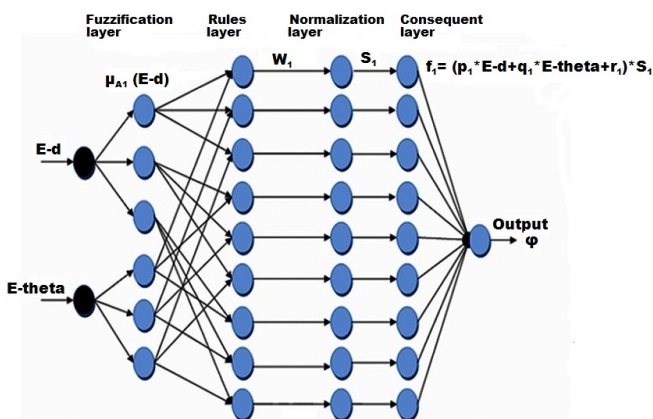 Fuzzification layer
Rules layer
Normalization layer
Consequent layer
μA1 (E-d)
W1
S1
f1= (p1*E-d+q1*E-theta+r1)*S1
E-d
E-theta
Output
φ